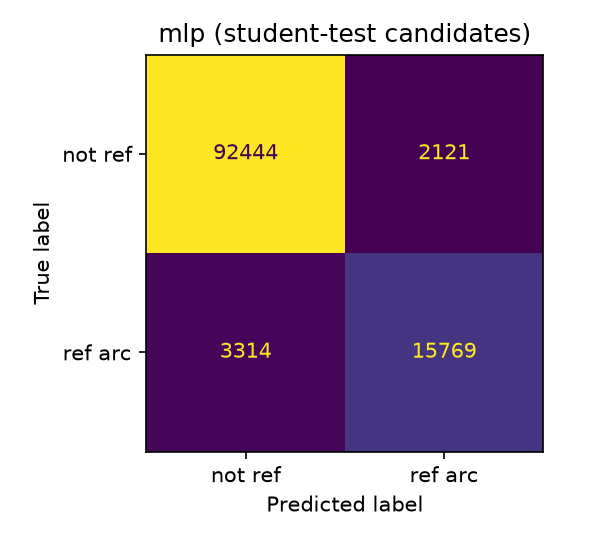 mlp (student-test candidates)
not ref
92444
2121
True label
ref arc
3314
15769
not ref
ref arc
Predicted label